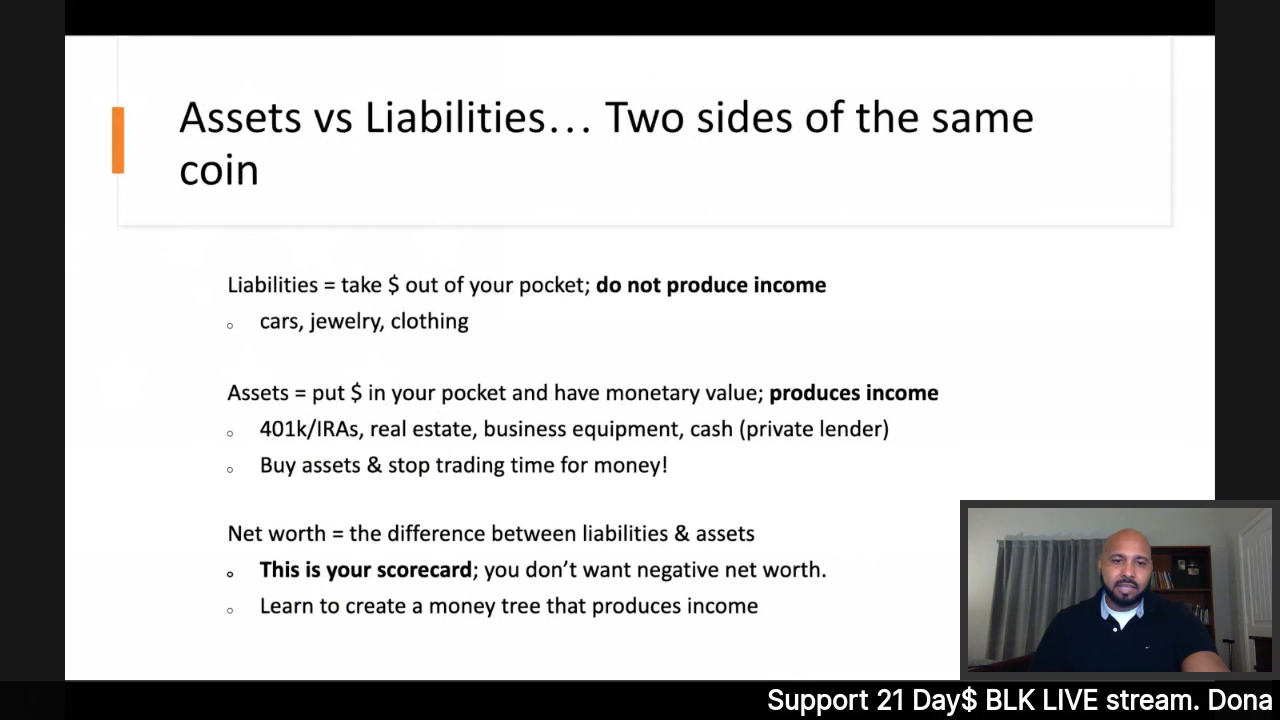 Assets vs Liabilities… Two sides of the same
coin
Liabilities = take $ out of your pocket; do not produce income
○ cars, jewelry, clothing
Assets = put $ in your pocket and have monetary value; produces income
○ 401k/IRAs, real estate, business equipment, cash (private lender)
○ Buy assets & stop trading time for money!
Net worth = the difference between liabilities & assets
○ This is your scorecard; you don’t want negative net worth.
○ Learn to create a money tree that produces income
Support 21 Day$ BLK LIVE stream. Dona